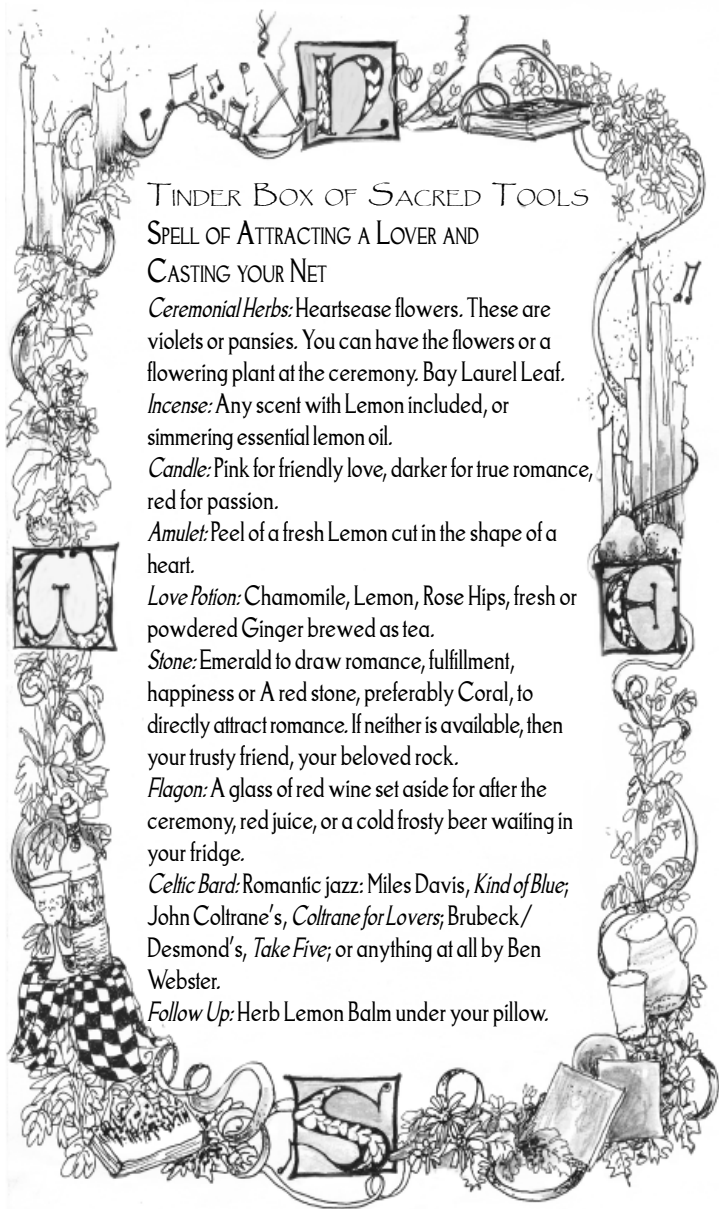 n
Tinder Box of Sacred Tools
Spell of Attracting a Lover and
Casting your Net
Ceremonial Herbs: Heartsease flowers. These are
violets or pansies. You can have the flowers or a
flowering plant at the ceremony. Bay Laurel Leaf.
Incense: Any scent with Lemon included, or
simmering essential lemon oil.
Candle: Pink for friendly love, darker for true romance,
red for passion.
Amulet: Peel of a fresh Lemon cut in the shape of a
heart.
w
e
Love Potion: Chamomile, Lemon, Rose Hips, fresh or
powdered Ginger brewed as tea.
Stone: Emerald to draw romance, fulfillment,
happiness or A red stone, preferably Coral, to
directly attract romance. If neither is available, then
your trusty friend, your beloved rock.
Flagon: A glass of red wine set aside for after the
ceremony, red juice, or a cold frosty beer waiting in
your fridge.
Celtic Bard: Romantic jazz: Miles Davis, Kind of Blue;
John Coltrane's, Coltrane for Lovers; Brubeck/
Desmond's, Take Five; or anything at all by Ben
Webster.
Follow Up: Herb Lemon Balm under your pillow.
S